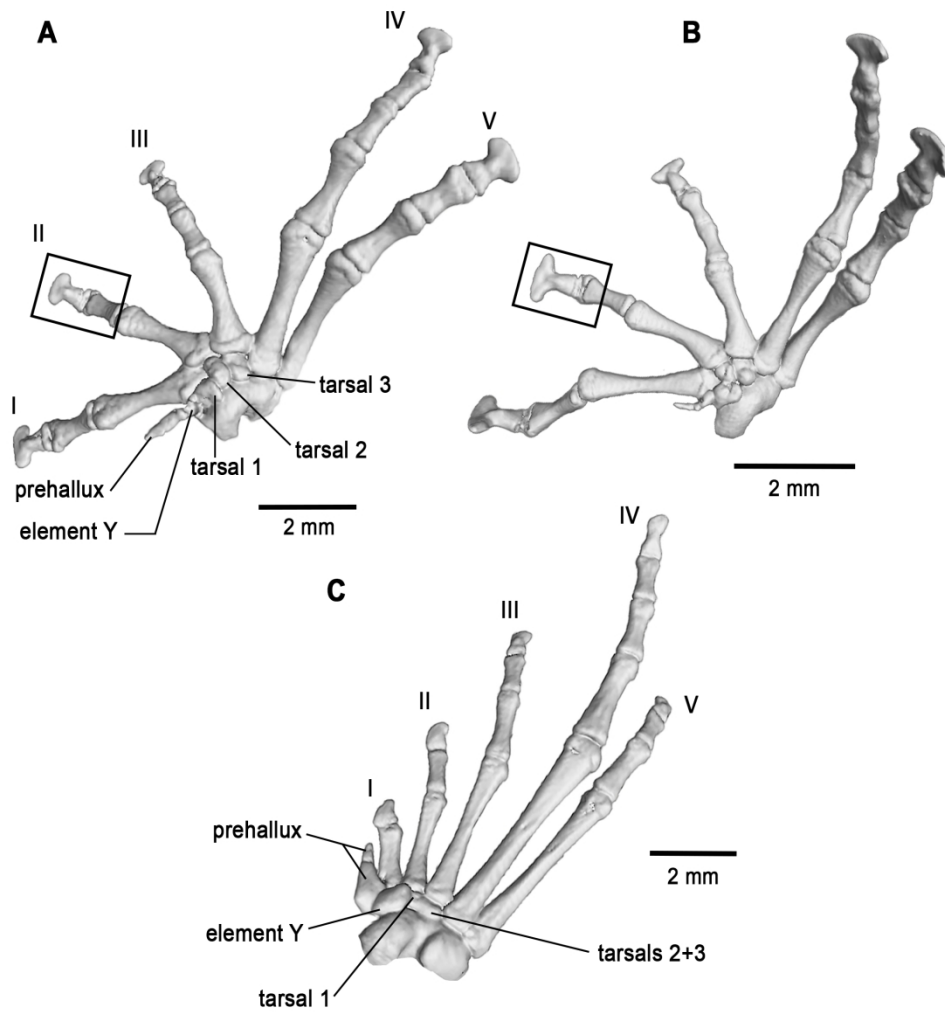 A
IV
B
III
V
II
tarsal 3
I
tarsal 2
tarsal 1
prehallux
2 mm
2 mm
element Y
IV
C
III
II
V
I
prehallux
2 mm
element Y
tarsals 2+3
tarsal 1